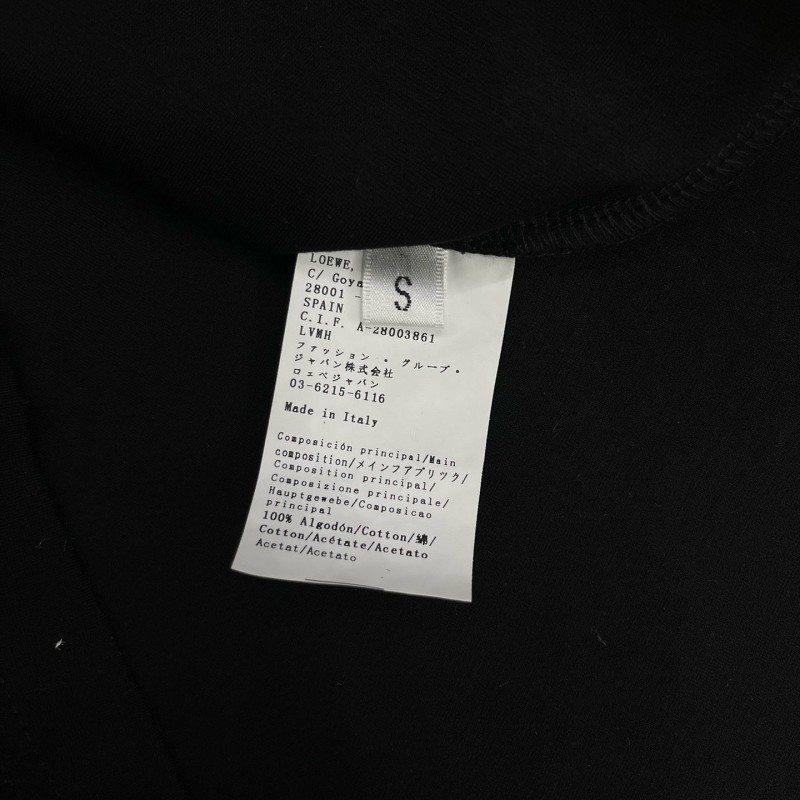 LOEWE,
C/ Goya
28001 -
SPAIN
C.I.F. A-28003861
LVMH
ファッション ・ グループ・
ジャパン株式会社
ロエベジャパン
03-6215-6116
Made in Italy
Composición principal/Main
composition/メインフアブリック/
Composition principal/
Composizione principale/
Hauptgewebe/Composicao
principal
100% Algodón/Cotton/綿/
Cotton/Acétate/Acetato
Acetat/Acetato
S